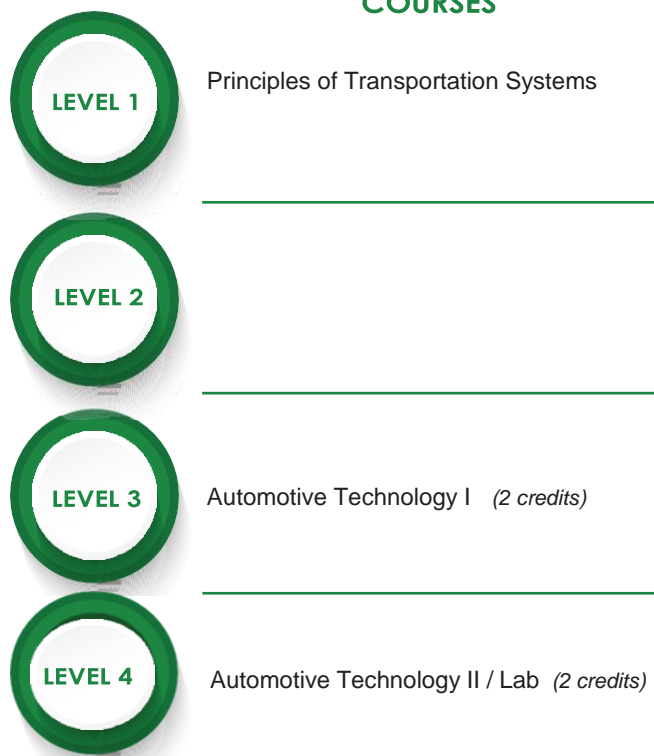 COURSES
LEVEL 1
Principles of Transportation Systems
LEVEL 2
LEVEL 3
Automotive Technology I (2 credits)
LEVEL 4
Automotive Technology II / Lab (2 credits)